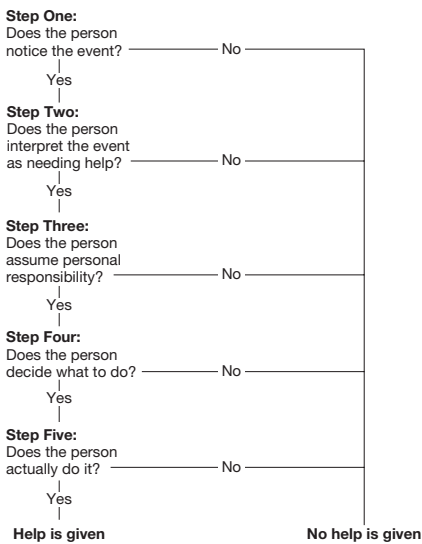 Step One:
Does the person
notice the event?
No
Yes
Step Two:
Does the person
interpret the event
as needing help?
No
Yes
Step Three:
Does the person
assume personal
responsibility?
No
Yes
Step Four:
Does the person
decide what to do?
No
Yes
Step Five:
Does the person
actually do it?
No
Yes
Help is given
No help is given